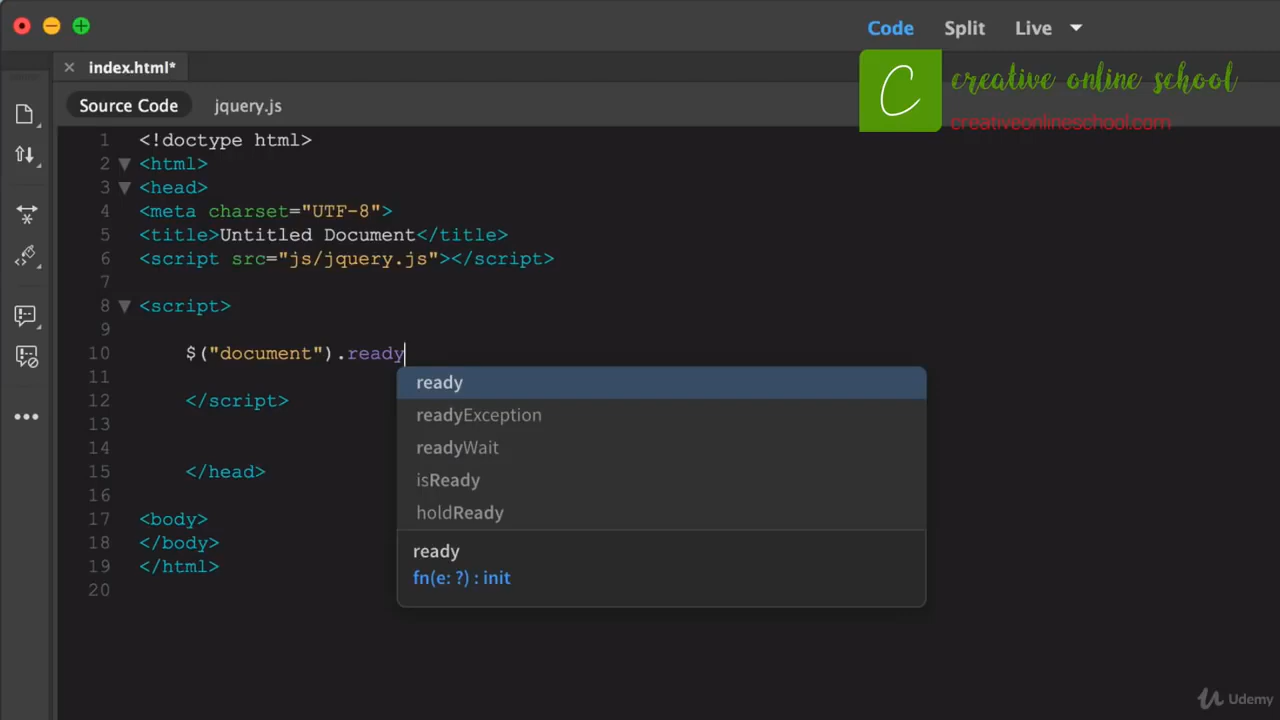 Code Split Live
index.html*
creative online school
C
creativeonlineschool.com
Source Code jquery.js
1 <!doctype html>
2 <html>
3 <head>
4 <meta charset="UTF-8">
5 <title>Untitled Document</title>
6 <script src="js/jquery.js"></script>
7
8 <script>
9
10 $("document").ready
11
12 </script>
13
14
15 </head>
16
17 <body>
18 </body>
19 </html>
20
ready
readyException
readyWait
isReady
holdReady
ready
fn(e: ?) : init
Udemy